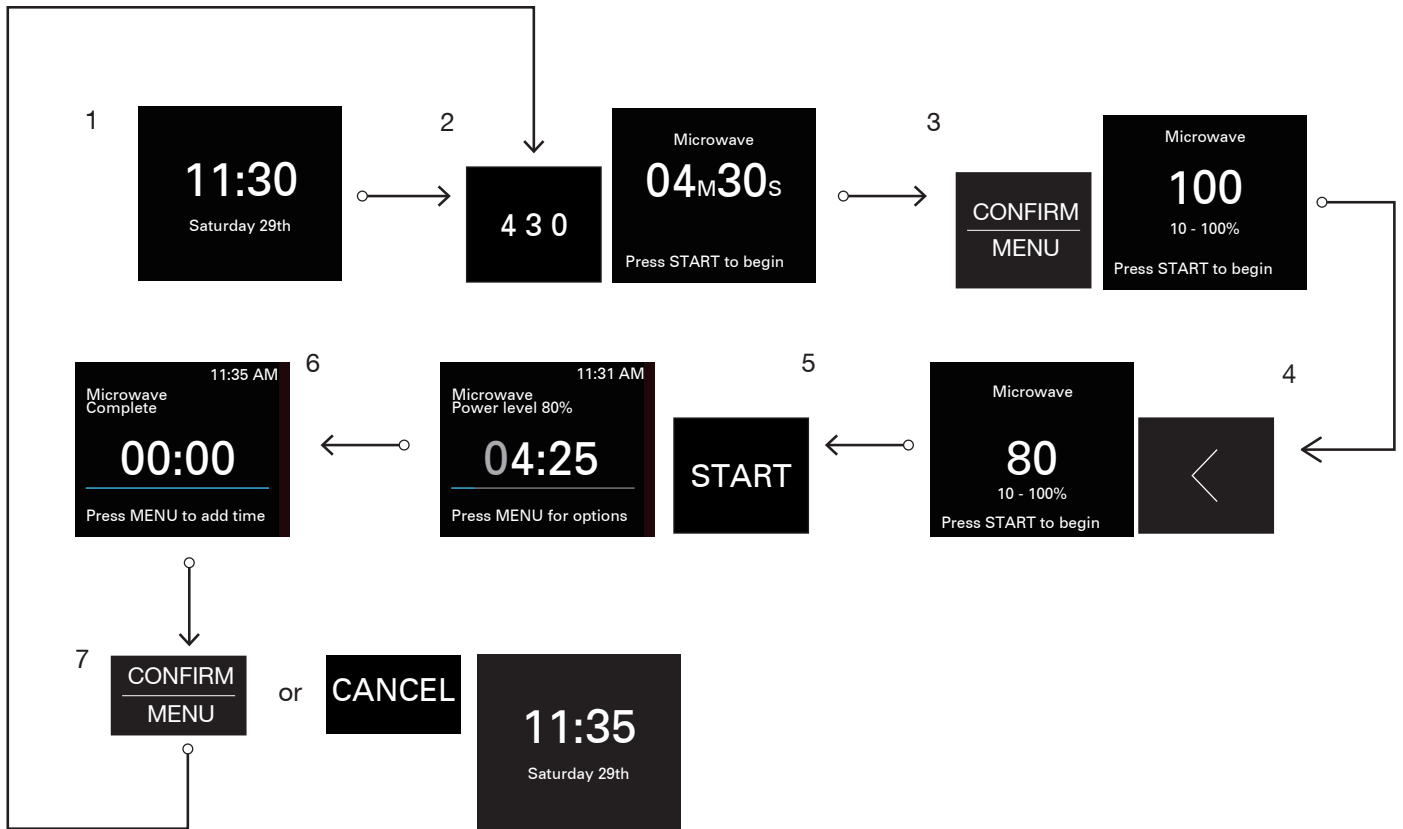 1
11:30
Saturday 29th
2
4 3 0
Microwave
04M30S
Press START to begin
3
CONFIRM
MENU
Microwave
100
10 - 100%
Press START to begin
4
Microwave
80
10 - 100%
Press START to begin
5
START
11:31 AM
Microwave
Power level 80%
04:25
Press MENU for options
6
11:35 AM
Microwave
Complete
00:00
Press MENU to add time
7
CONFIRM
MENU
or
CANCEL
11:35
Saturday 29th